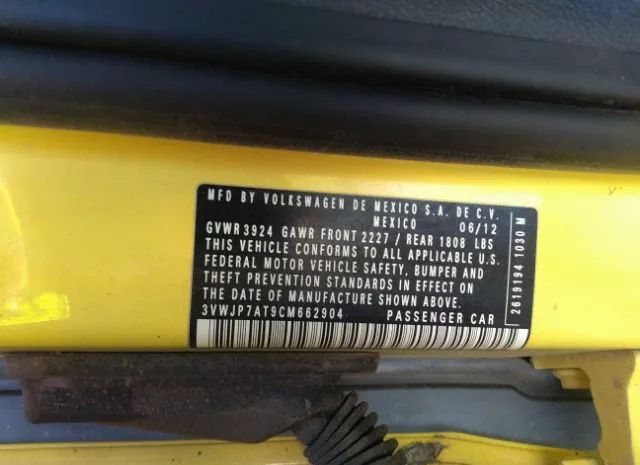 MFD BY VOLKSWAGEN DE MEXICO S.A. DE C.V.
MEXICO 06/12
GVWR 3924 GAWR FRONT 2227 / REAR 1808 LBS
THIS VEHICLE CONFORMS TO ALL APPLICABLE U.S.
FEDERAL MOTOR VEHICLE SAFETY, BUMPER AND
THEFT PREVENTION STANDARDS IN EFFECT ON
THE DATE OF MANUFACTURE SHOWN ABOVE.
3VWJP7AT9CM662904 PASSENGER CAR
2619194 1030 M